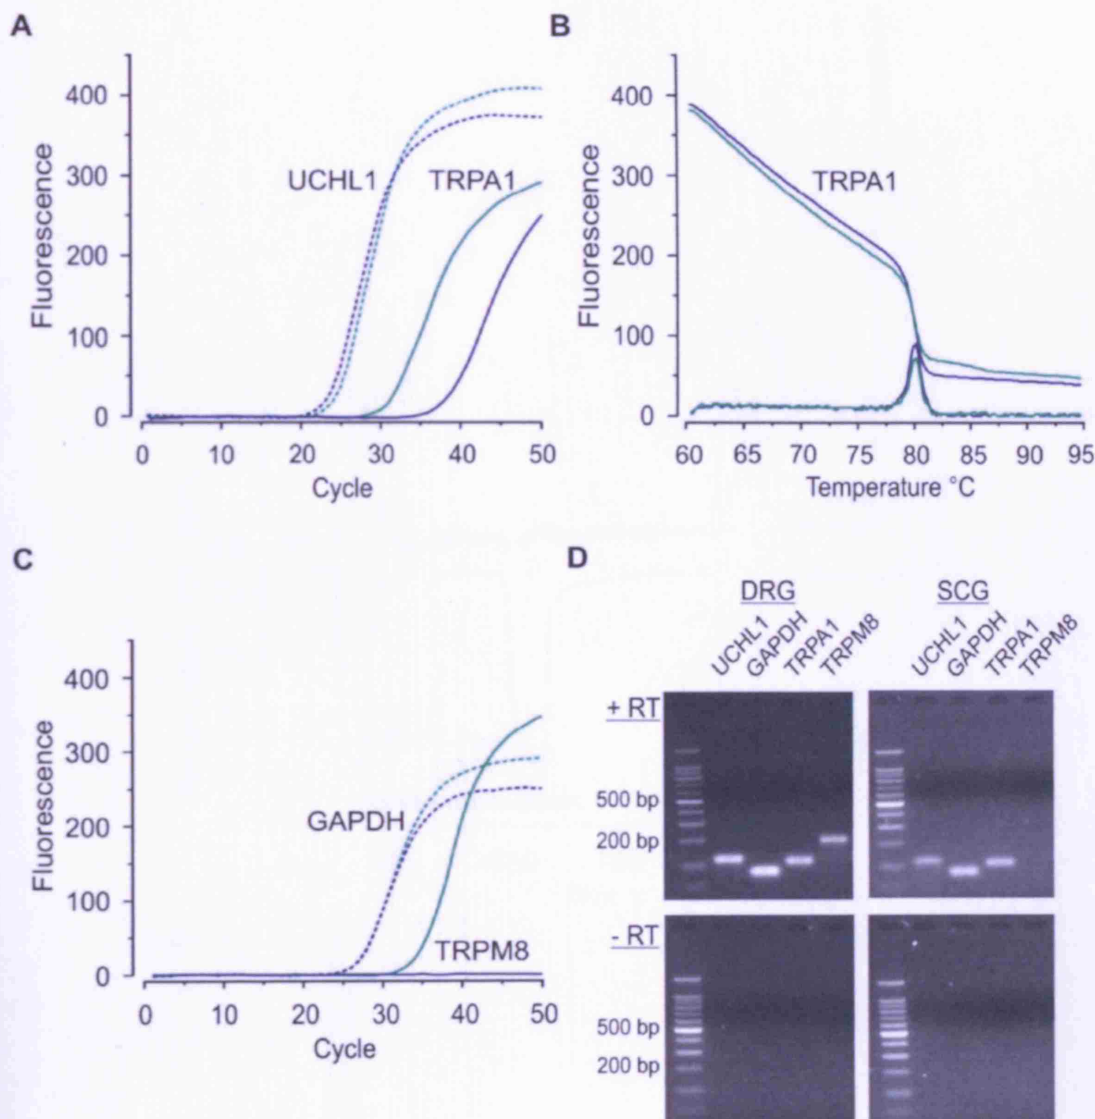 A
400
300
200
100
0
Fluorescence
UCHL1
TRPA1
0 10 20 30 40 50
Cycle
B
400
300
200
100
0
Fluorescence
TRPA1
60 65 70 75 80 85 90 95
Temperature °C
C
400
300
200
100
0
Fluorescence
GAPDH
TRPM8
0 10 20 30 40 50
Cycle
D
DRG
UCHL1
GAPDH
TRPA1
TRPM8
SCG
UCHL1
GAPDH
TRPA1
TRPM8
+ RT
500 bp
200 bp
- RT
500 bp
200 bp